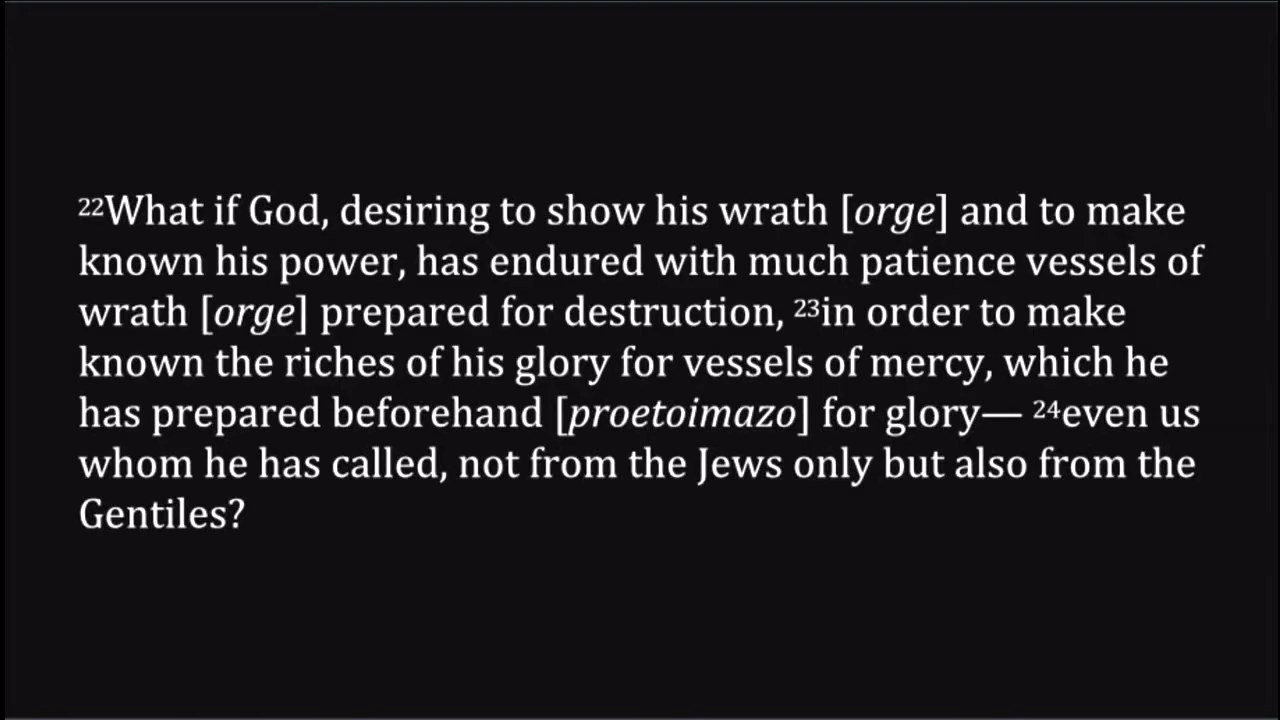 22What if God, desiring to show his wrath [orge] and to make
known his power, has endured with much patience vessels of
wrath [orge] prepared for destruction, 23in order to make
known the riches of his glory for vessels of mercy, which he
has prepared beforehand [proetoimazo] for glory— 24even us
whom he has called, not from the Jews only but also from the
Gentiles?